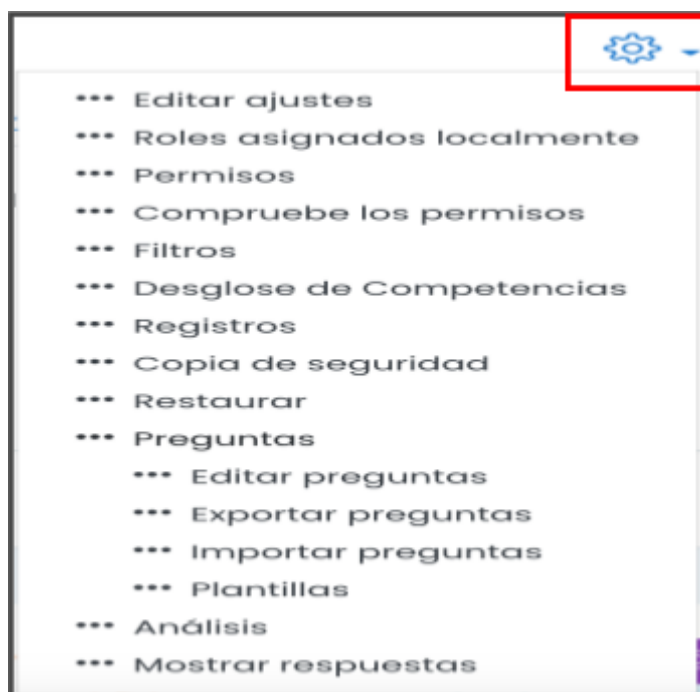 Editar ajustes
Roles asignados localmente
Permisos
Compruebe los permisos
Filtros
Desglose de Competencias
Registros
Copia de seguridad
Restaurar
Preguntas
Editar preguntas
Exportar preguntas
Importar preguntas
Plantillas
Análisis
Mostrar respuestas